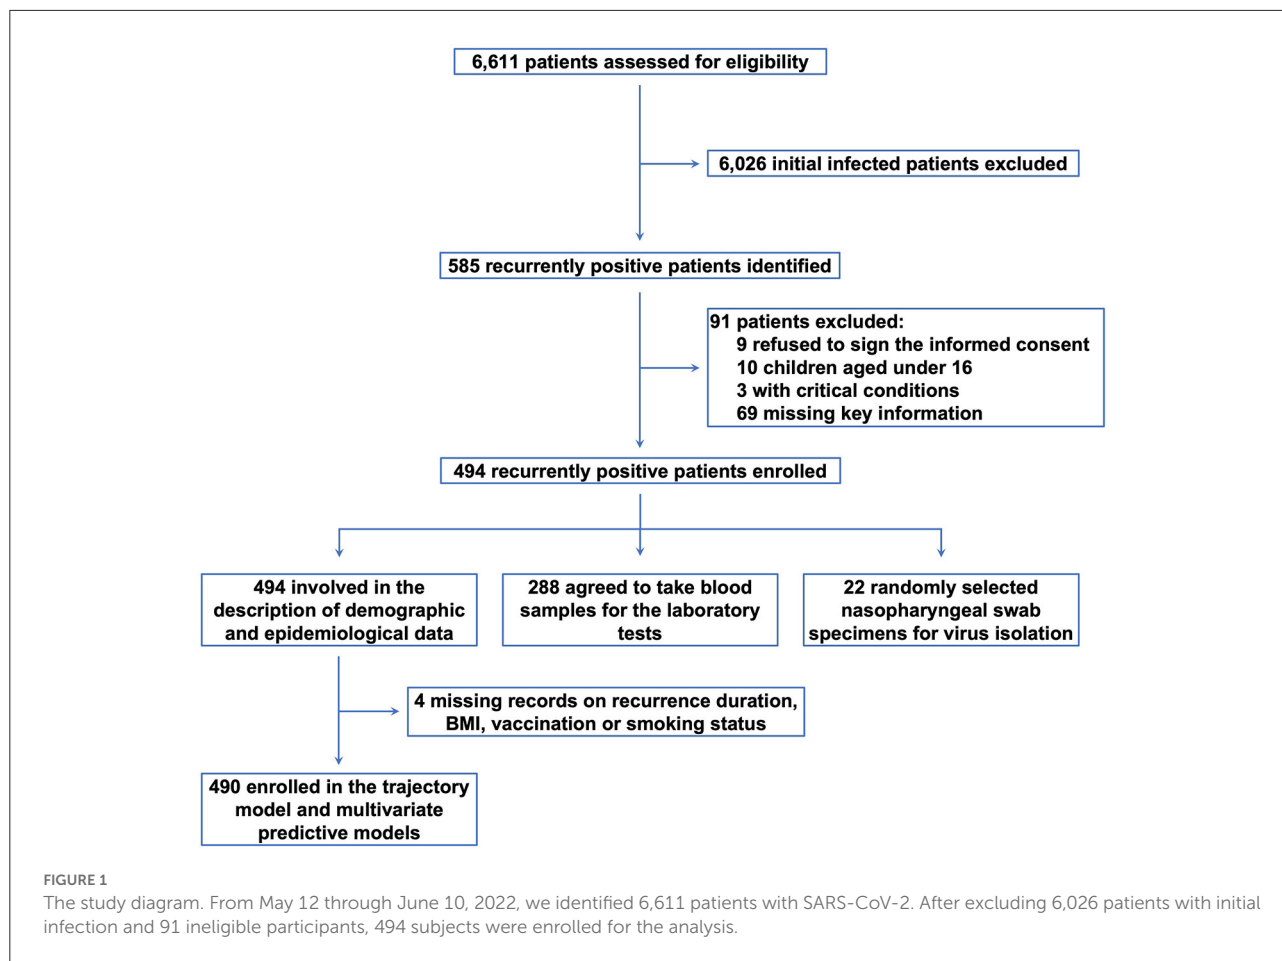 6,611 patients assessed for eligibility
6,026 initial infected patients excluded
585 recurrently positive patients identified
91 patients excluded:
9 refused to sign the informed consent
10 children aged under 16
3 with critical conditions
69 missing key information
494 recurrently positive patients enrolled
494 involved in the
description of demographic
and epidemiological data
288 agreed to take blood
samples for the laboratory
tests
22 randomly selected
nasopharyngeal swab
specimens for virus isolation
4 missing records on recurrence duration,
BMI, vaccination or smoking status
490 enrolled in the trajectory
model and multivariate
predictive models
FIGURE 1
The study diagram. From May 12 through June 10, 2022, we identified 6,611 patients with SARS-CoV-2. After excluding 6,026 patients with initial
infection and 91 ineligible participants, 494 subjects were enrolled for the analysis.